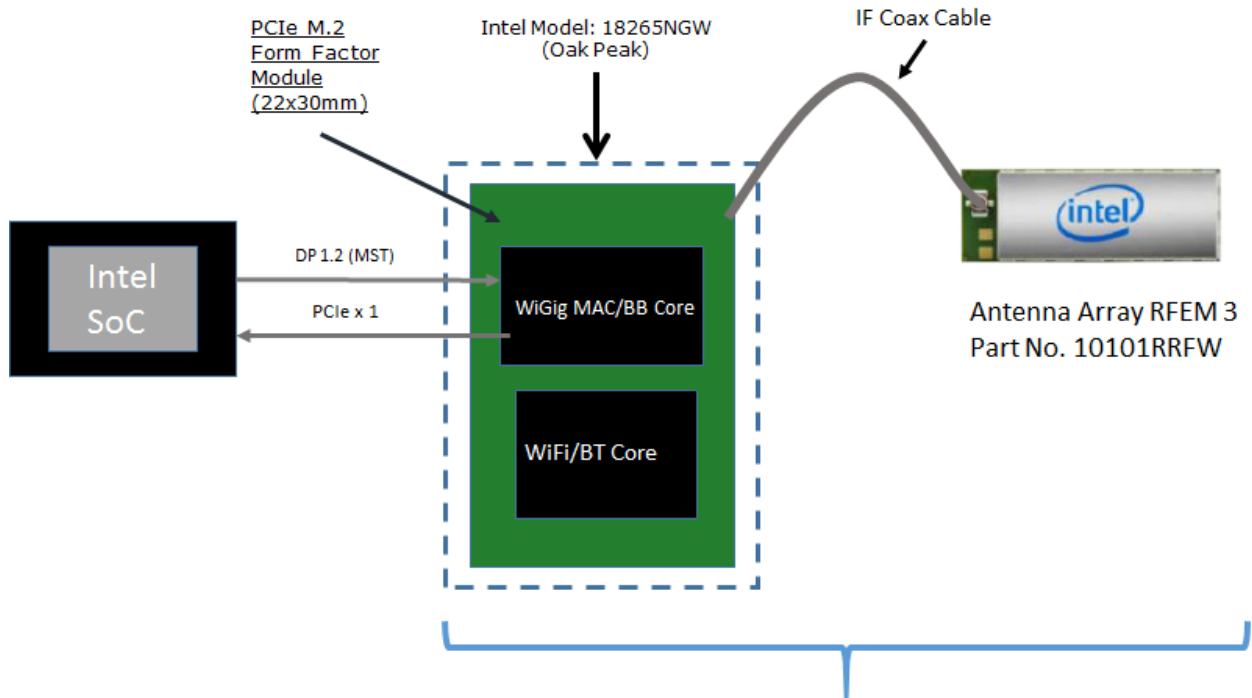 PCIe M.2
Form Factor
Module
(22x30mm)
Intel Model: 18265NGW
(Oak Peak)
IF Coax Cable
Intel
SoC
DP 1.2 (MST)
PCIe x 1
WiGig MAC/BB Core
WiFi/BT Core
intel
Antenna Array RFEM 3
Part No. 10101RRFW